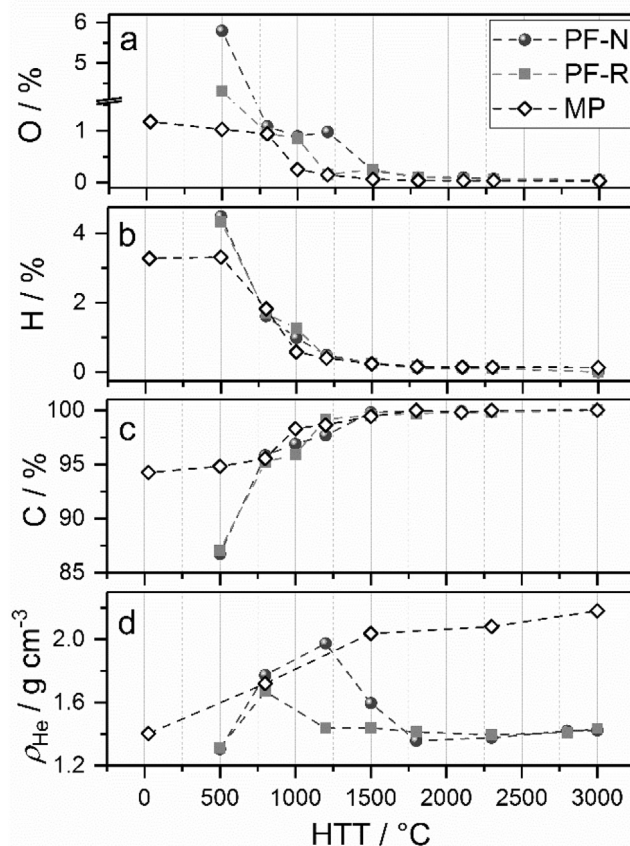 a
O / %
6
5
1
0
PF-N
PF-R
MP
b
H / %
4
2
0
c
C / %
100
95
90
85
d
ρHe / g cm-3
2.0
1.6
1.2
0 500 1000 1500 2000 2500 3000
HTT / °C